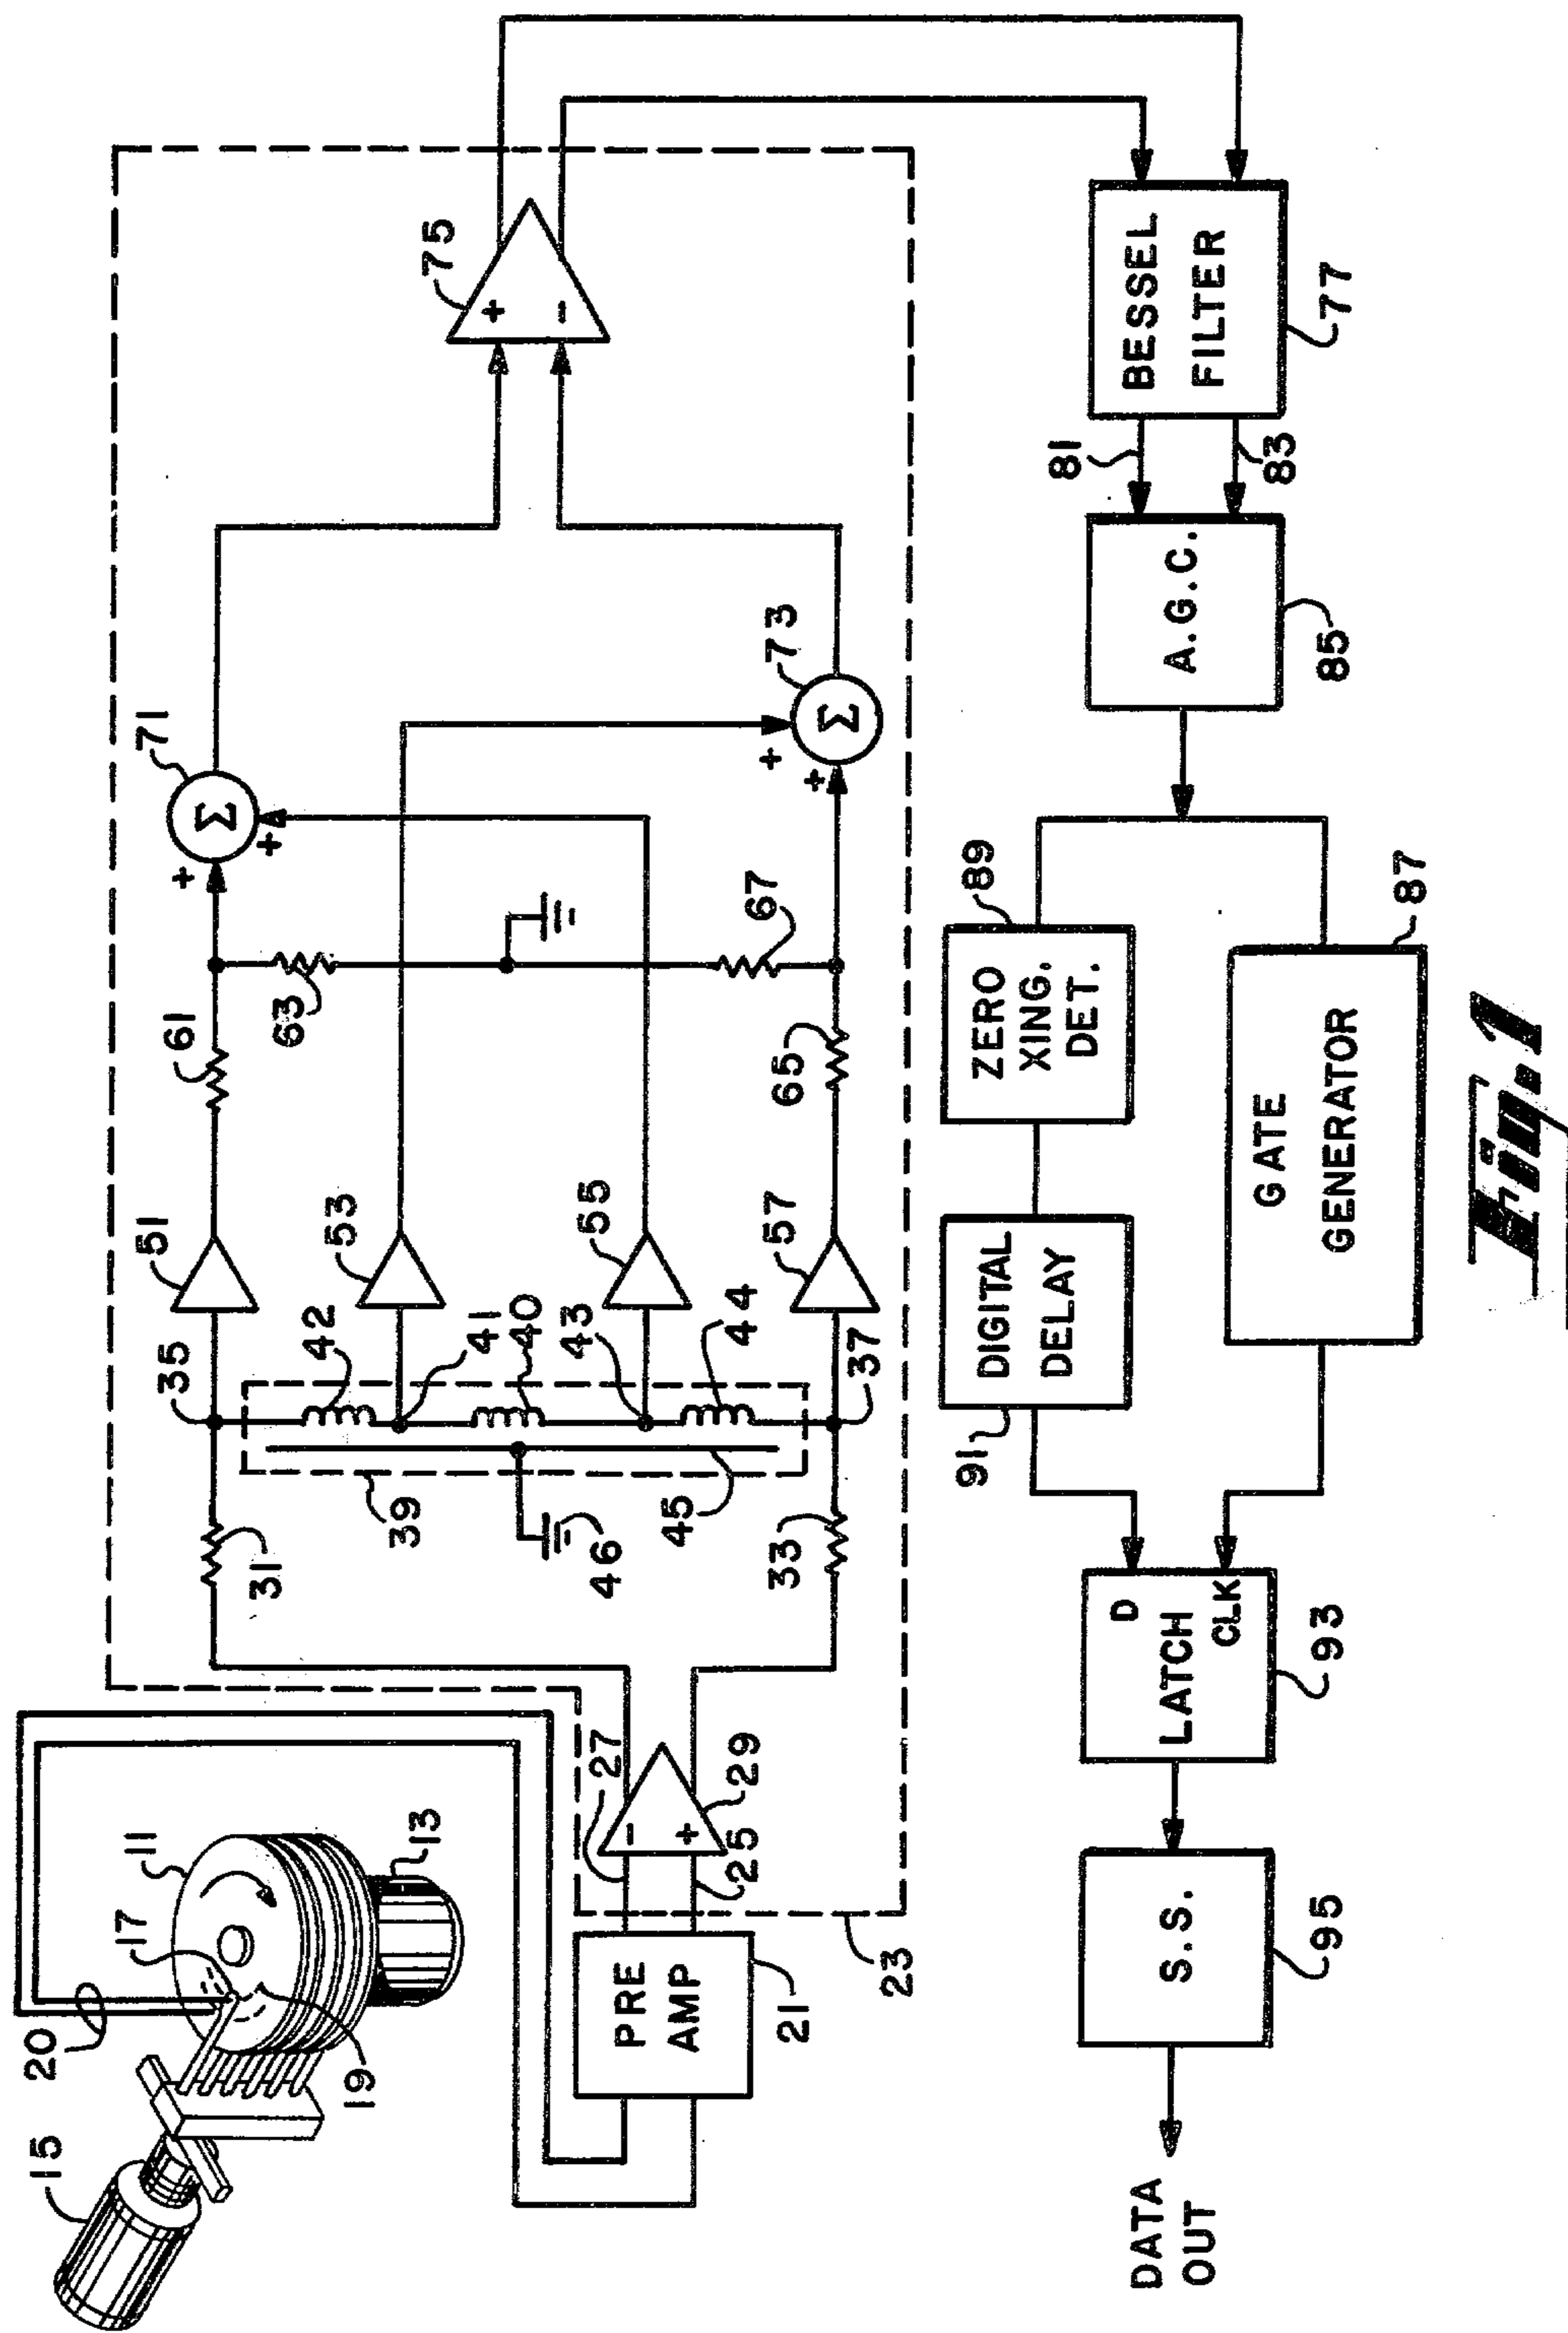 15
20
17
11
19
13
PRE
AMP
21
23
27
25
29
31
33
35
37
39
42
41
40
43
44
45
46
51
53
55
57
61
63
65
67
71
+
+
Σ
73
+
+
Σ
75
+
-
-
+
BESSEL
FILTER
77
81
83
A.G.C.
85
ZERO
XING.
DET.
89
GATE
GENERATOR
87
DIGITAL
DELAY
91
D
LATCH
CLK
93
S.S.
95
DATA
OUT
Fig.1